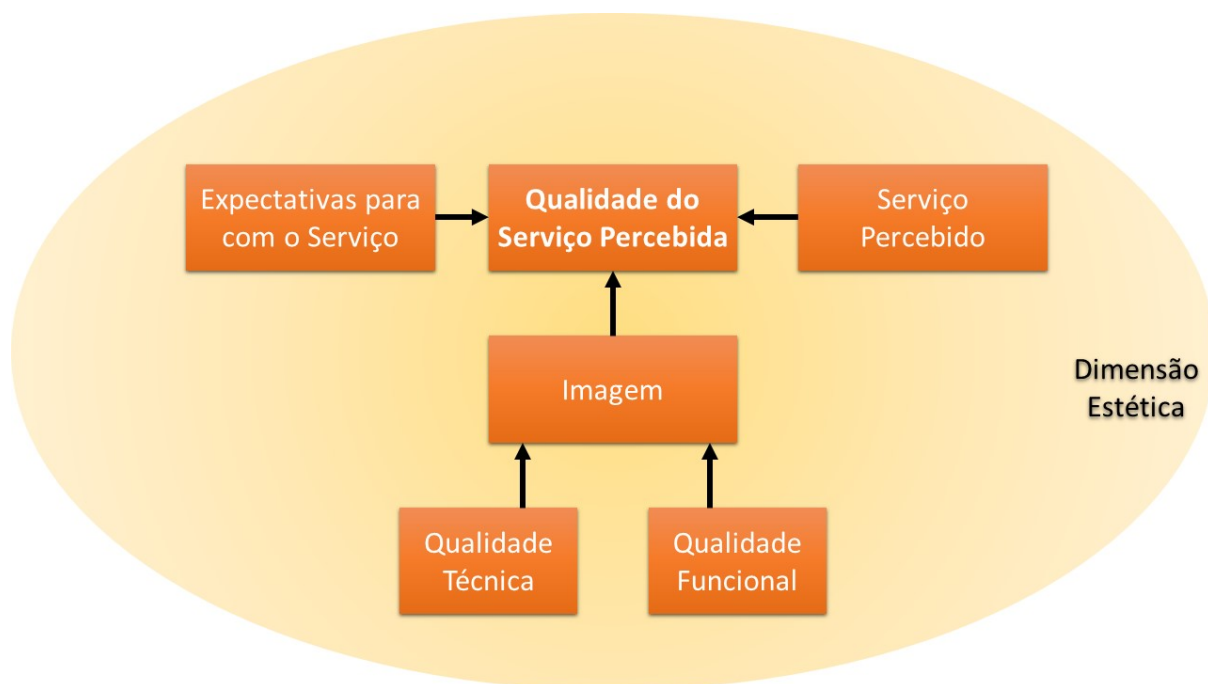 Expectativas para
com o Serviço
Qualidade do
Serviço Percebida
Serviço
Percebido
Imagem
Dimensão
Estética
Qualidade
Técnica
Qualidade
Funcional